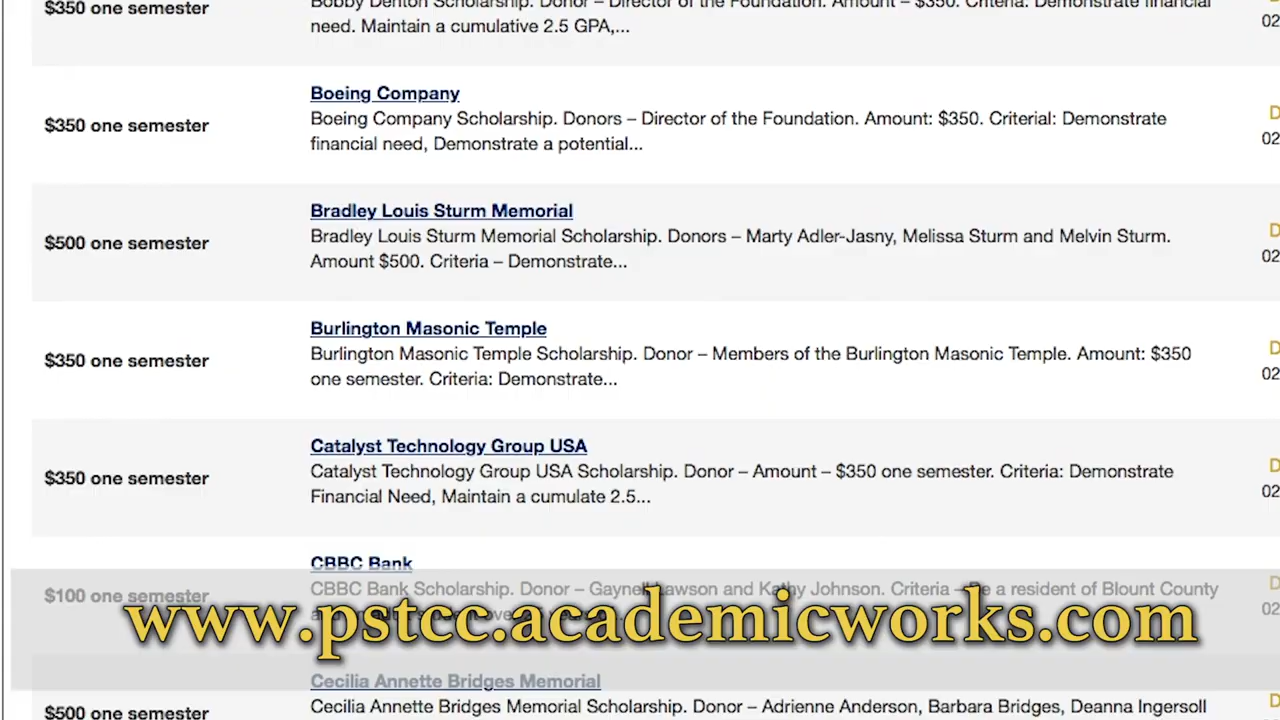 $350 one semester
Bobby Denton Scholarship. Donor – Director of the Foundation. Amount – $350. Criteria: Demonstrate financial
need. Maintain a cumulative 2.5 GPA,...
02
Boeing Company
$350 one semester
Boeing Company Scholarship. Donors – Director of the Foundation. Amount: $350. Criterial: Demonstrate
financial need, Demonstrate a potential...
D
02
Bradley Louis Sturm Memorial
$500 one semester
Bradley Louis Sturm Memorial Scholarship. Donors – Marty Adler-Jasny, Melissa Sturm and Melvin Sturm.
Amount $500. Criteria – Demonstrate...
D
02
Burlington Masonic Temple
$350 one semester
Burlington Masonic Temple Scholarship. Donor – Members of the Burlington Masonic Temple. Amount: $350
one semester. Criteria: Demonstrate...
D
02
Catalyst Technology Group USA
$350 one semester
Catalyst Technology Group USA Scholarship. Donor – Amount – $350 one semester. Criteria: Demonstrate
Financial Need, Maintain a cumulate 2.5...
D
02
CBBC Bank
$100 one semester
CBBC Bank Scholarship. Donor – Lawson and Kathy Johnson. Criteria – Be a resident of Blount County
D
02
www.pstcc.academicworks.com
Cecilia Annette Bridges Memorial
$500 one semester
Cecilia Annette Bridges Memorial Scholarship. Donor – Adrienne Anderson, Barbara Bridges, Deanna Ingersoll
D